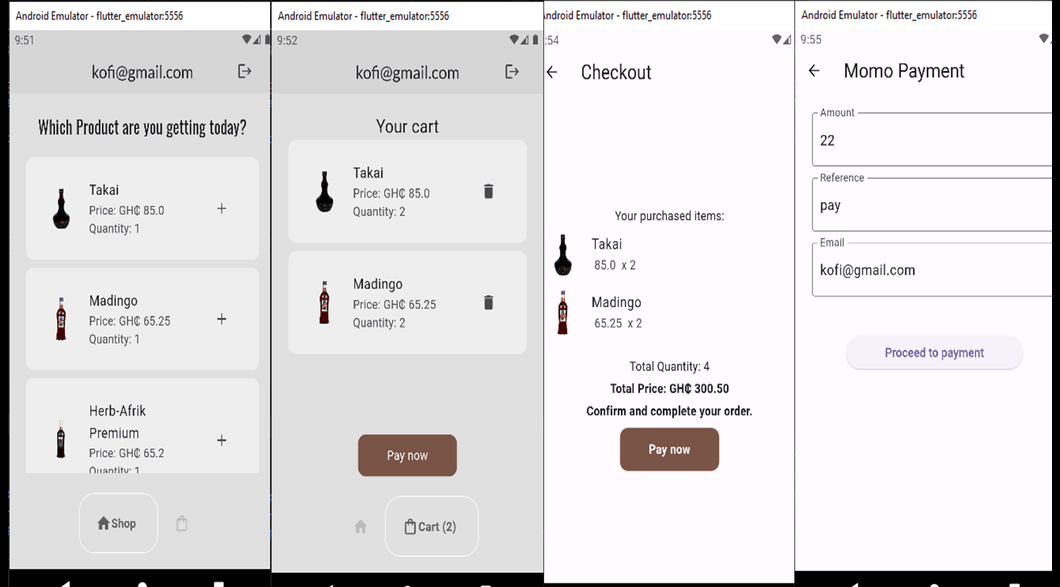 Android Emulator - flutter_emulator:5556
9:51
kofi@gmail.com
Which Product are you getting today?
Takai
Price: GH₵ 85.0
Quantity: 1
Madingo
Price: GH₵ 65.25
Quantity: 1
Herb-Afrik
Premium
Price: GH₵ 65.2
Quantity: 1
Shop
Android Emulator - flutter_emulator:5556
9:52
kofi@gmail.com
Your cart
Takai
Price: GH₵ 85.0
Quantity: 2
Madingo
Price: GH₵ 65.25
Quantity: 2
Pay now
Cart (2)
Android Emulator - flutter_emulator:5556
:54
Checkout
Your purchased items:
Takai
85.0 x 2
Madingo
65.25 x 2
Total Quantity: 4
Total Price: GH₵ 300.50
Confirm and complete your order.
Pay now
Android Emulator - flutter_emulator:5556
9:55
Momo Payment
Amount
22
Reference
pay
Email
kofi@gmail.com
Proceed to payment